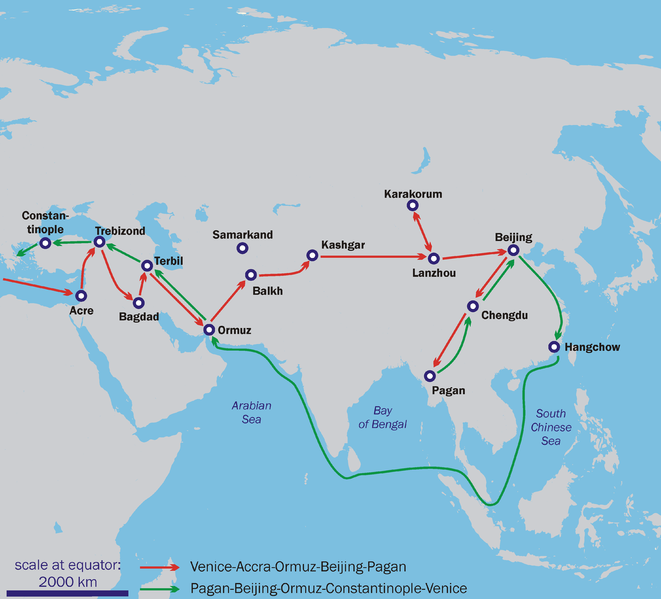 Karakorum
Constan-
tinople
Trebizond
Samarkand
Beijing
Kashgar
Terbil
Lanzhou
Balkh
Acre
Bagdad
Chengdu
Ormuz
Hangchow
Pagan
Arabian
Sea
Bay
of Bengal
South
Chinese
Sea
scale at equator:
2000 km
Venice-Accra-Ormuz-Beijing-Pagan
Pagan-Beijing-Ormuz-Constantinople-Venice